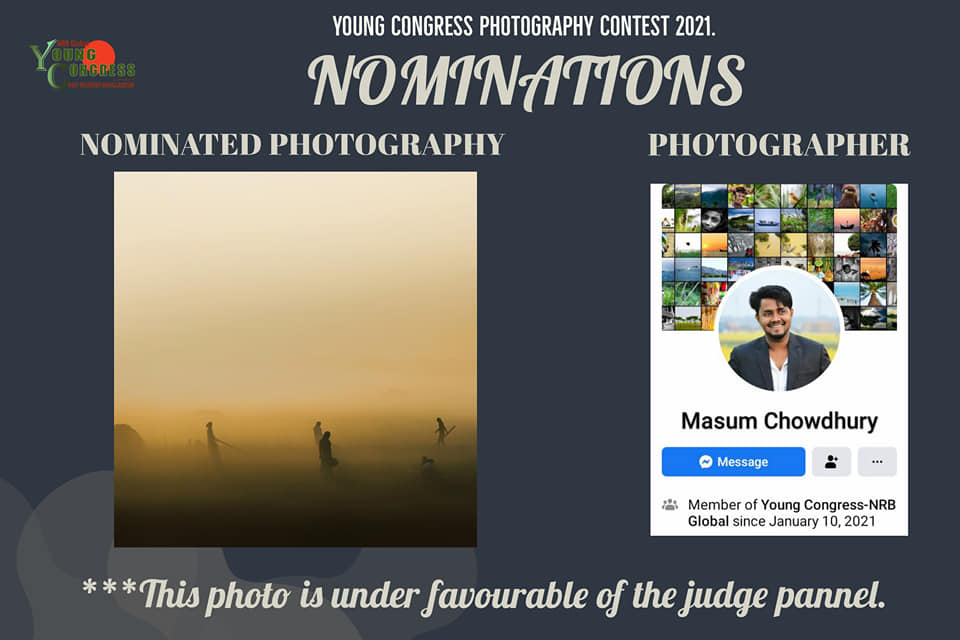 YOUNG CONGRESS PHOTOGRAPHY CONTEST 2021.
NOMINATIONS
YOUNG
CONGRESS
NOMINATED PHOTOGRAPHY
PHOTOGRAPHER
Masum Chowdhury
Message
Member of Young Congress-NRB
Global since January 10, 2021
***This photo is under favourable of the judge pannel.